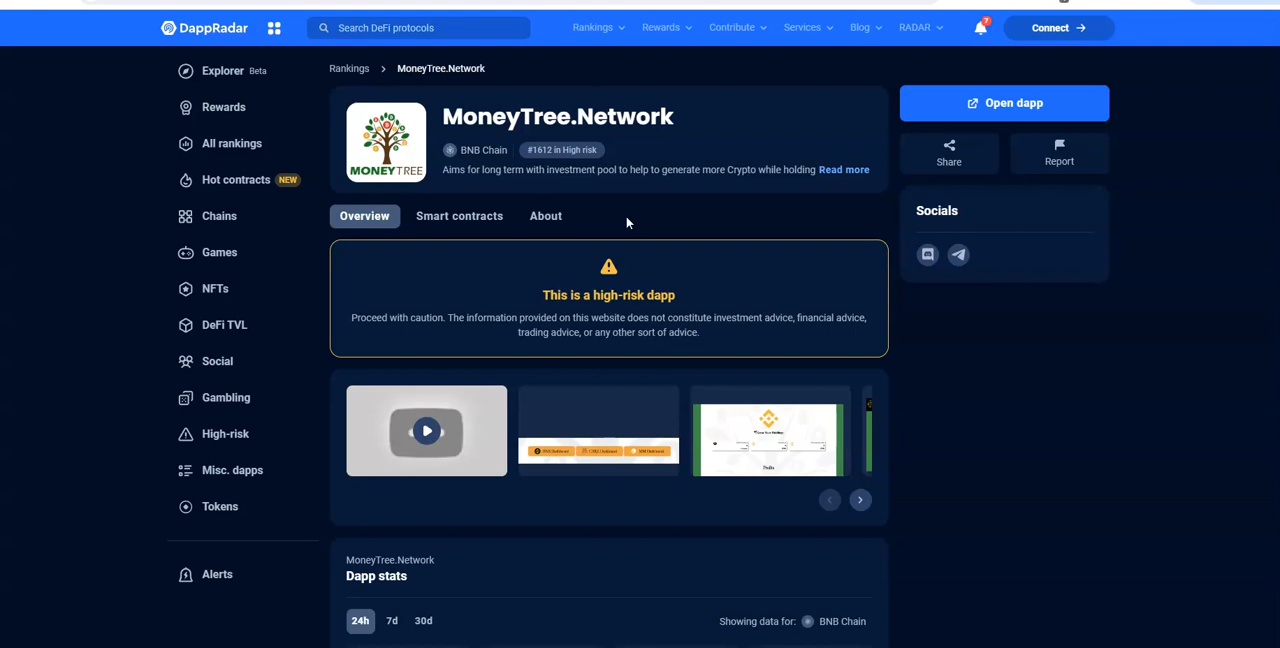 DappRadar
Search DeFi protocols
Rankings
Rewards
Contribute
Services
Blog
RADAR
7
Connect →
Explorer Beta
Rewards
All rankings
Hot contracts NEW
Chains
Games
NFTs
DeFi TVL
Social
Gambling
High-risk
Misc. dapps
Tokens
Alerts
Rankings > MoneyTree.Network
MONEYTREE
MoneyTree.Network
BNB Chain #1612 in High risk
Aims for long term with investment pool to help to generate more Crypto while holding Read more
Open dapp
Share
Report
Socials
Overview Smart contracts About
This is a high-risk dapp
Proceed with caution. The information provided on this website does not constitute investment advice, financial advice,
trading advice, or any other sort of advice.
MoneyTree.Network
Dapp stats
24h 7d 30d
Showing data for: BNB Chain